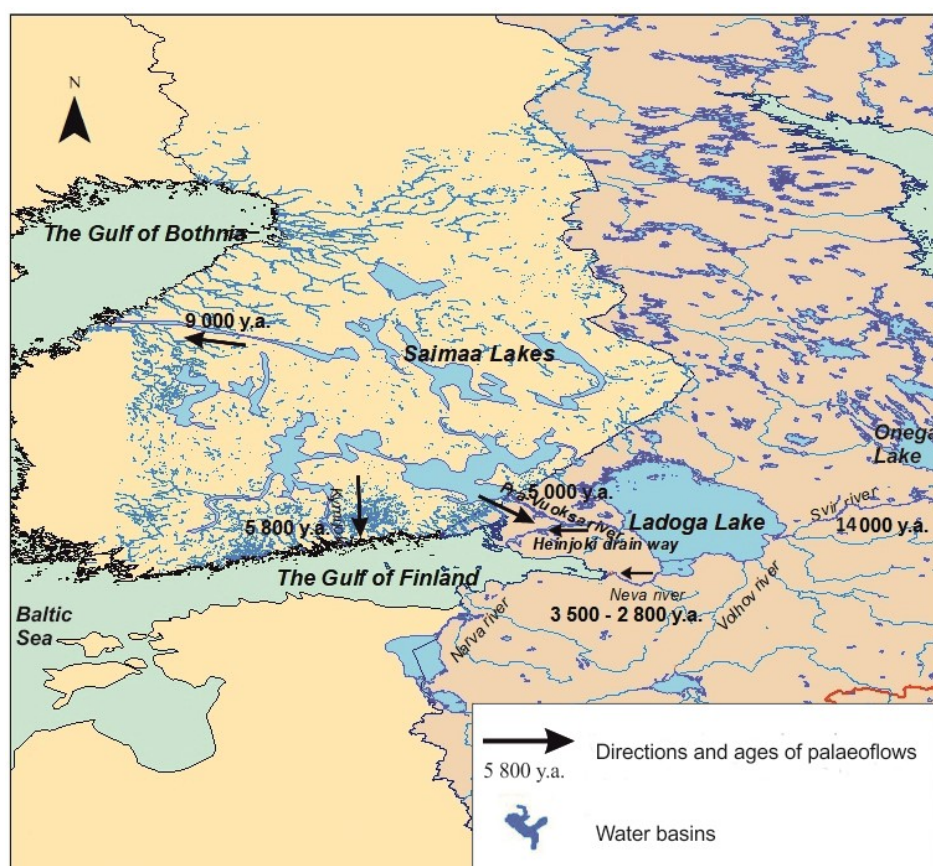 N
The Gulf of Bothnia
9 000 y.a.
Saimaa Lakes
Onega
Lake
5 000 y.a.
Pra-Vuoksa river
Svir river
14 000 y.a.
Ladoga Lake
Kymi
5 800 y.a.
Heinjoki drain way
The Gulf of Finland
Neva river
3 500 - 2 800 y.a.
Volhov river
Narva river
Baltic
Sea
Directions and ages of palaeoflows
5 800 y.a.
Water basins